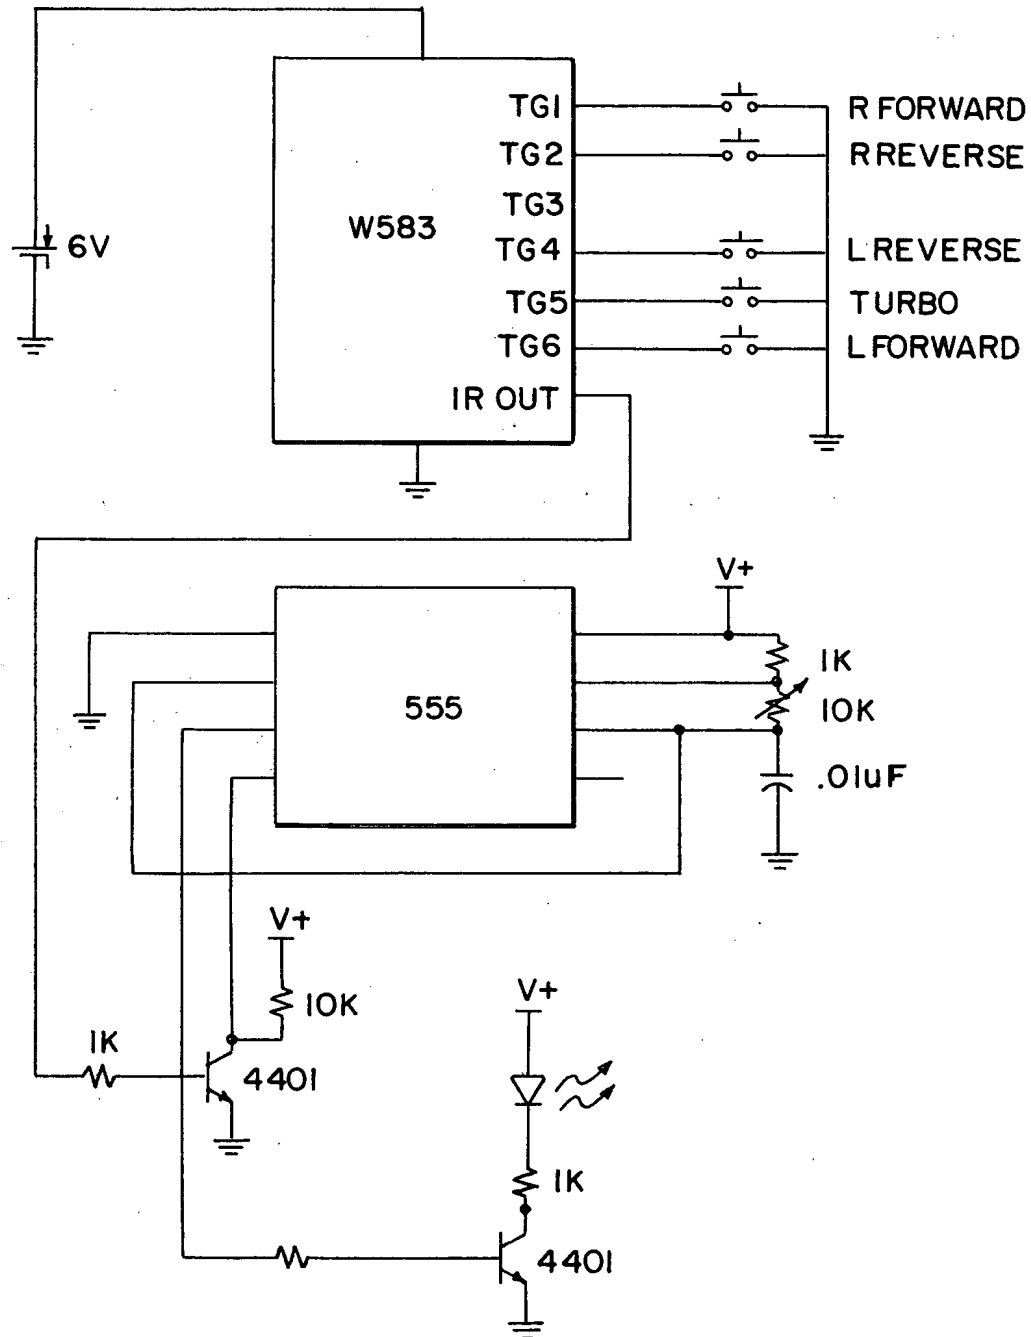 TG1 R FORWARD
TG2 R REVERSE
TG3
W583
6V
TG4 L REVERSE
TG5 TURBO
TG6 L FORWARD
IR OUT
V+
1K
555
10K
.01uF
V+
10K
V+
1K
4401
1K
4401